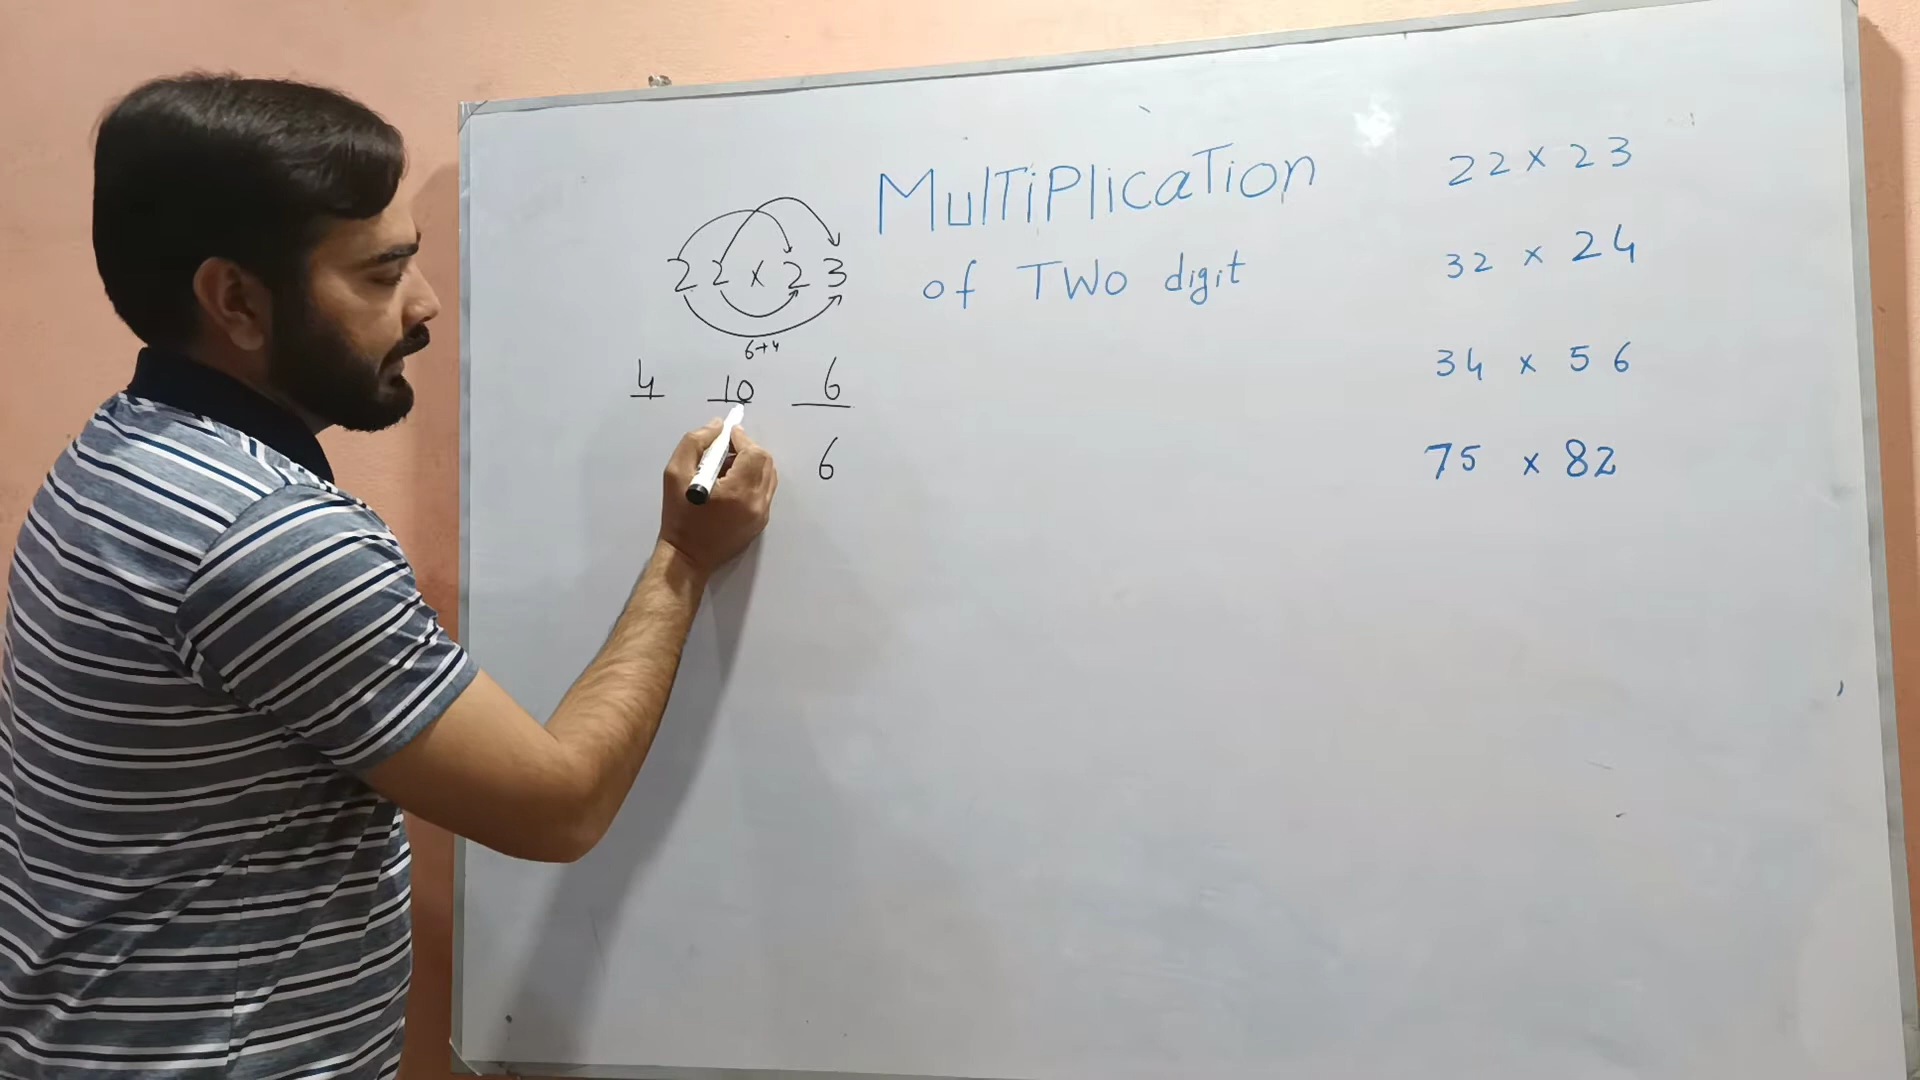 MulTiPlicaTion
of TWo digit
22 x 23
6+4
4 10 6
6
22 x 23
32 x 24
34 x 56
75 x 82